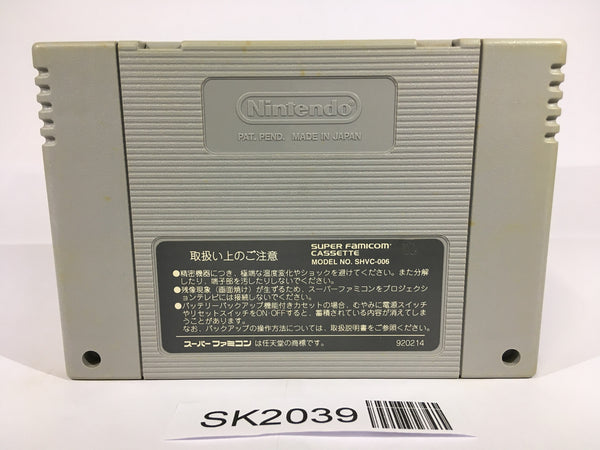 Nintendo
PAT. PEND. MADE IN JAPAN
取扱い上のご注意
SUPER FAMICOM
CASSETTE
MODEL NO. SHVC-006
●精密機器につき、極端な温度変化やショックを避けてください。また分解
したり、端子部を汚したりしないでください。
●残像現象（画面焼け）が生ずるため、スーパーファミコンをプロジェクシ
ョンテレビには接続しないでください。
●バッテリーバックアップ機能付きカセットの場合、むやみに電源スイッチ
やリセットスイッチをON・OFFすると、蓄積されている内容が消えてしま
うことがあります。
なお、バックアップの操作方法については、取扱説明書をご参照ください。
スーパーファミコン は任天堂の商標です。
920214
SK2039